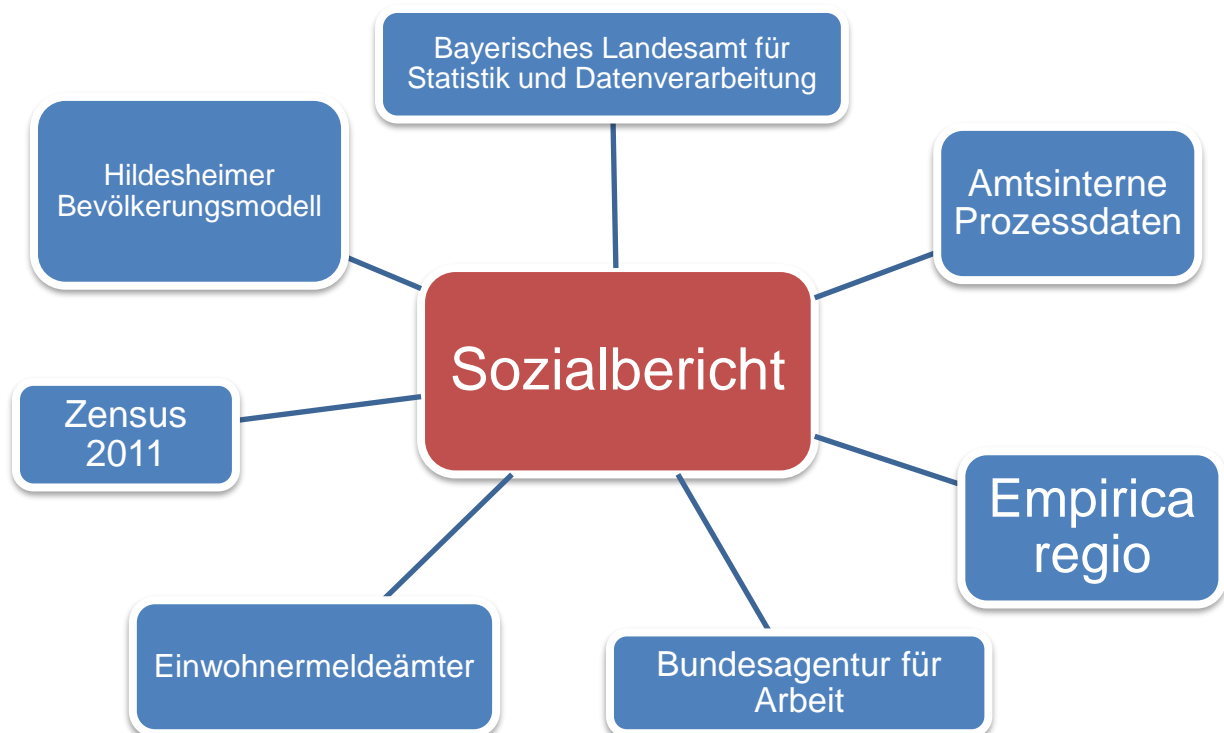 Bayerisches Landesamt für
Statistik und Datenverarbeitung
Hildesheimer
Bevölkerungsmodell
Amtsinterne
Prozessdaten
Sozialbericht
Zensus
2011
Empirica
regio
Einwohnermeldeämter
Bundesagentur für
Arbeit